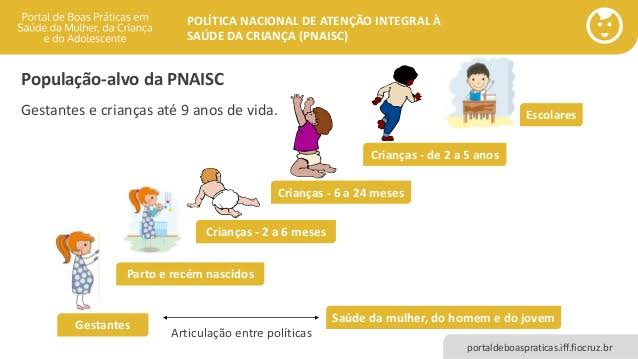 Portal de Boas Práticas em
Saúde da Mulher, da Criança
e do Adolescente
POLÍTICA NACIONAL DE ATENÇÃO INTEGRAL À
SAÚDE DA CRIANÇA (PNAISC)
População-alvo da PNAISC
Gestantes e crianças até 9 anos de vida.
Escolares
Crianças - de 2 a 5 anos
Crianças - 6 a 24 meses
Crianças - 2 a 6 meses
Parto e recém nascidos
Gestantes
Articulação entre políticas
Saúde da mulher, do homem e do jovem
portaldeboaspraticas.iff.fiocruz.br